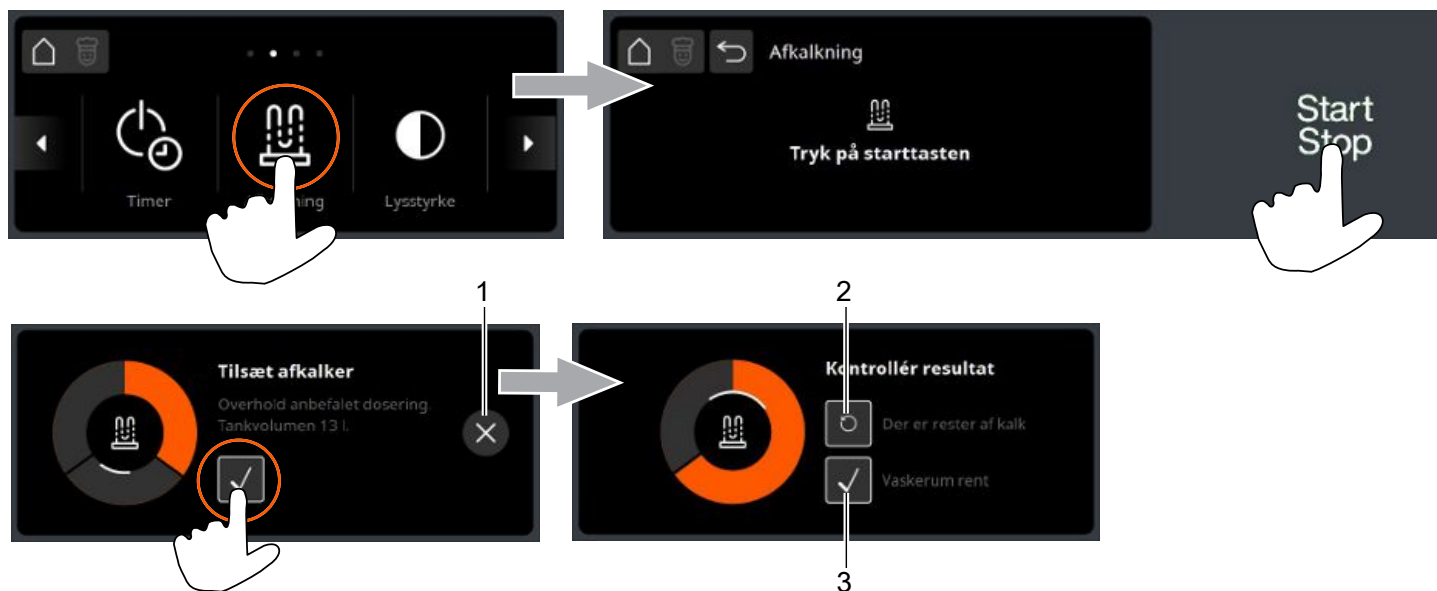 Afkalkning
Tryk på starttasten
Start
Stop
Timer
Lysstyrke
1
2
Tilsæt afkalker
Overhold anbefalet dosering.
Tankvolumen 13 l.
Kontrollér resultat
Der er rester af kalk
Vaskerum rent
3